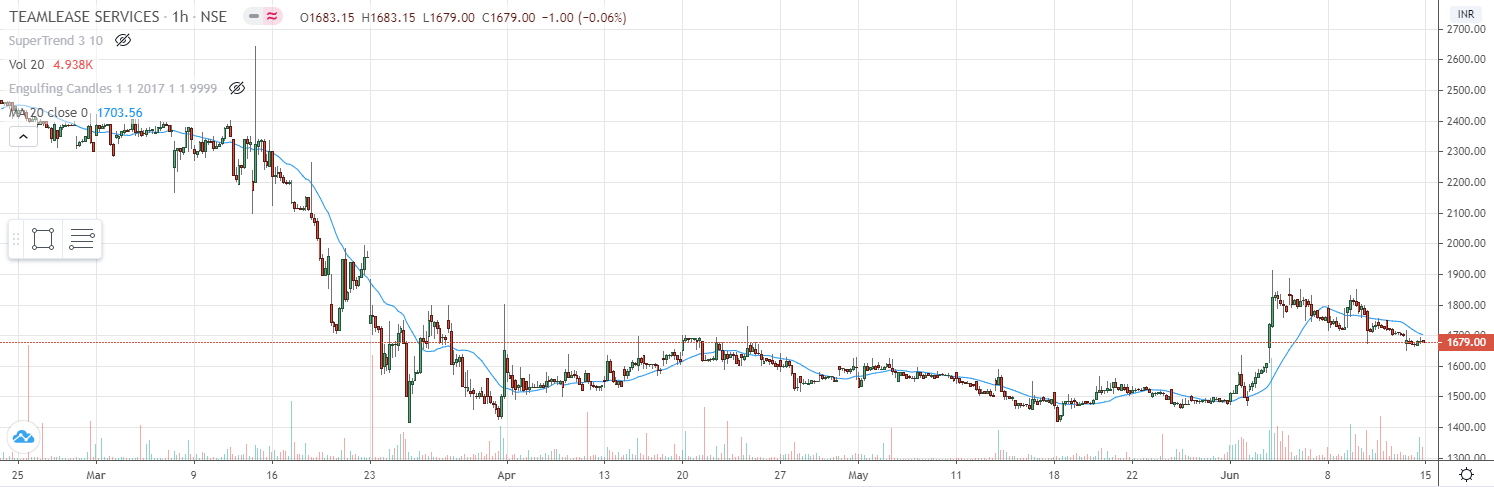 TEAMLEASE SERVICES · 1h · NSE O1683.15 H1683.15 L1679.00 C1679.00 −1.00 (−0.06%)
SuperTrend 3 10
Vol 20 4.938K
Engulfing Candles 1 1 2017 1 1 9999
MA 20 close 0 1703.56
INR
2700.00
2600.00
2500.00
2400.00
2300.00
2200.00
2100.00
2000.00
1900.00
1800.00
1700.00
1679.00
1600.00
1500.00
1400.00
1300.00
25 Mar 9 16 23 Apr 13 20 27 May 11 18 22 Jun 8 15